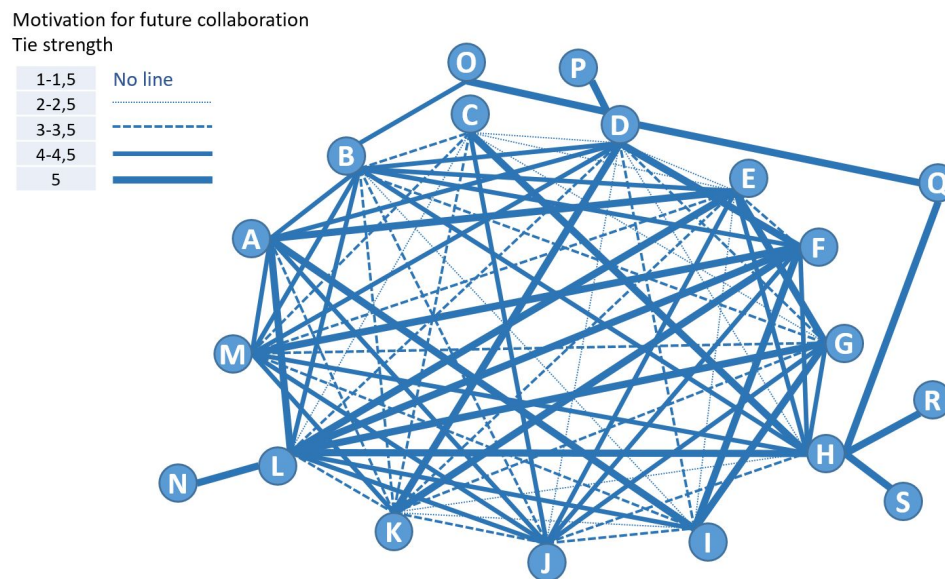 Motivation for future collaboration
Tie strength
1-1,5 No line
2-2,5
3-3,5
4-4,5
5
O
P
C
D
B
E
Q
A
F
M
G
R
L
H
N
S
K
I
J